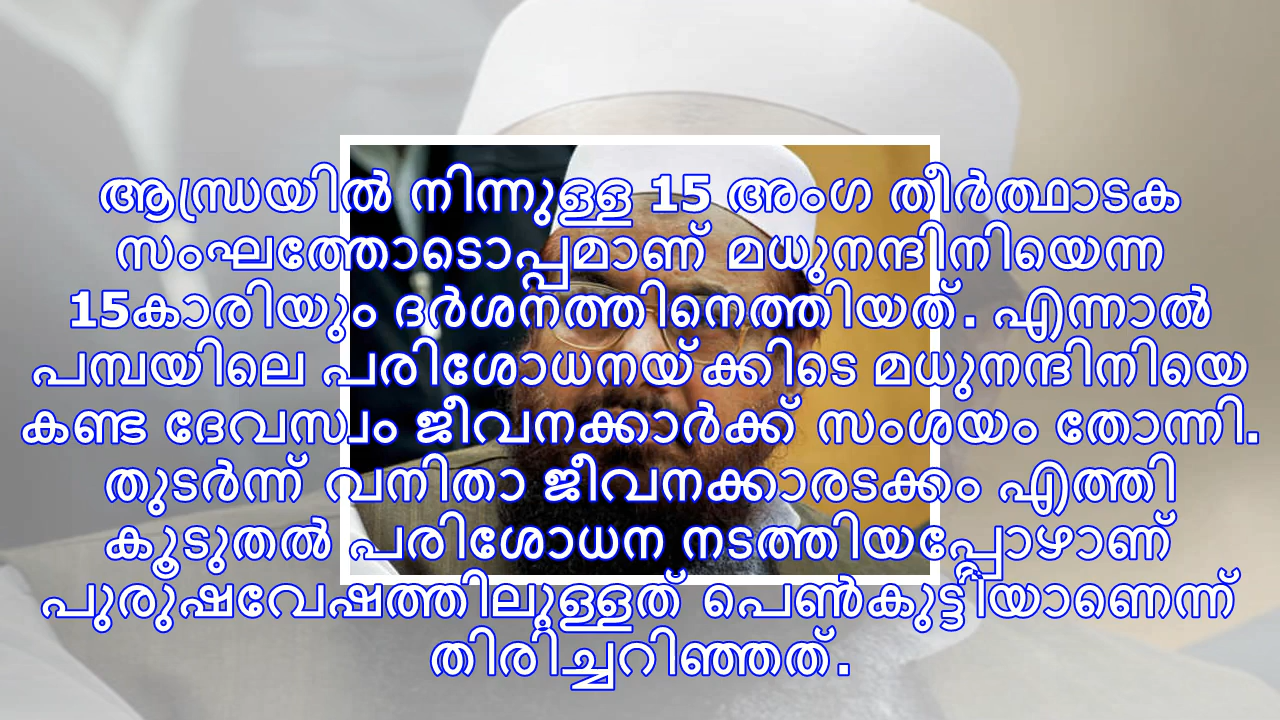 ആന്ധ്രയിൽ നിന്നുള്ള 15 അംഗ തീർത്ഥാടക
സംഘത്തോടൊപ്പമാണ് മധുനന്ദിനിയെന്ന
15കാരിയും ദർശനത്തിനെത്തിയത്. എന്നാൽ
പമ്പയിലെ പരിശോധനയ്ക്കിടെ മധുനന്ദിനിയെ
കണ്ട ദേവസ്വം ജീവനക്കാർക്ക് സംശയം തോന്നി.
തുടർന്ന് വനിതാ ജീവനക്കാരടക്കം എത്തി
കൂടുതൽ പരിശോധന നടത്തിയപ്പോഴാണ്
പുരുഷവേഷത്തിലുള്ളത് പെൺകുട്ടിയാണെന്ന്
തിരിച്ചറിഞ്ഞത്.